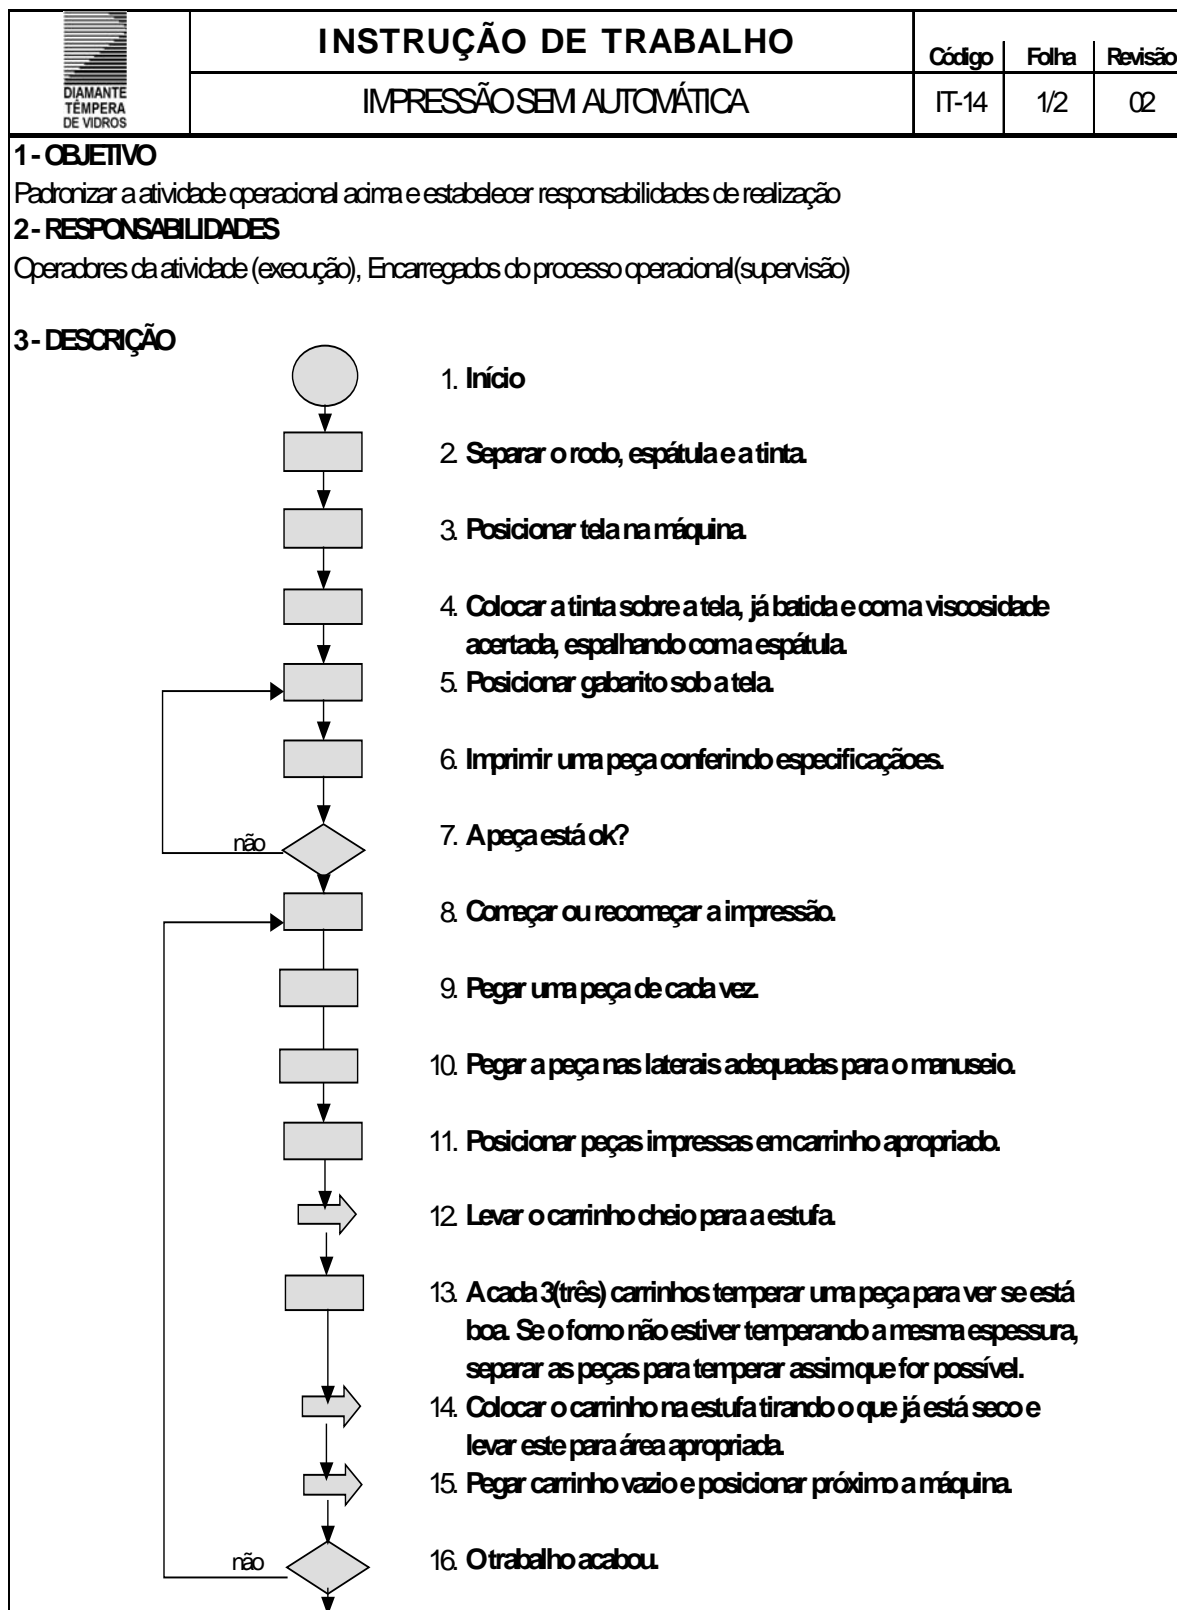 DIAMANTE
TÊMPERA
DE VIDROS
INSTRUÇÃO DE TRABALHO
IMPRESSÃO SEMI AUTOMÁTICA
Código Folha Revisão
IT-14 1/2 02
1 - OBJETIVO
Padronizar a atividade operacional acima e estabelecer responsabilidades de realização
2 - RESPONSABILIDADES
Operadores da atividade (execução), Encarregados do processo operacional(supervisão)
3 - DESCRIÇÃO
1. Início
2. Separar o rodo, espátula e a tinta.
3. Posicionar tela na máquina.
4. Colocar a tinta sobre a tela, já batida e com a viscosidade
acertada, espalhando com a espátula.
5. Posicionar gabarito sob a tela.
6. Imprimir uma peça conferindo especificaçãoes.
7. A peça está ok?
não
8. Começar ou recomeçar a impressão.
9. Pegar uma peça de cada vez.
10. Pegar a peça nas laterais adequadas para o manuseio.
11. Posicionar peças impressas em carrinho apropriado.
12. Levar o carrinho cheio para a estufa.
13. A cada 3(três) carrinhos temperar uma peça para ver se está
boa. Se o forno não estiver temperando a mesma espessura,
separar as peças para temperar assim que for possível.
14. Colocar o carrinho na estufa tirando o que já está seco e
levar este para área apropriada.
15. Pegar carrinho vazio e posicionar próximo a máquina.
não
16. O trabalho acabou.